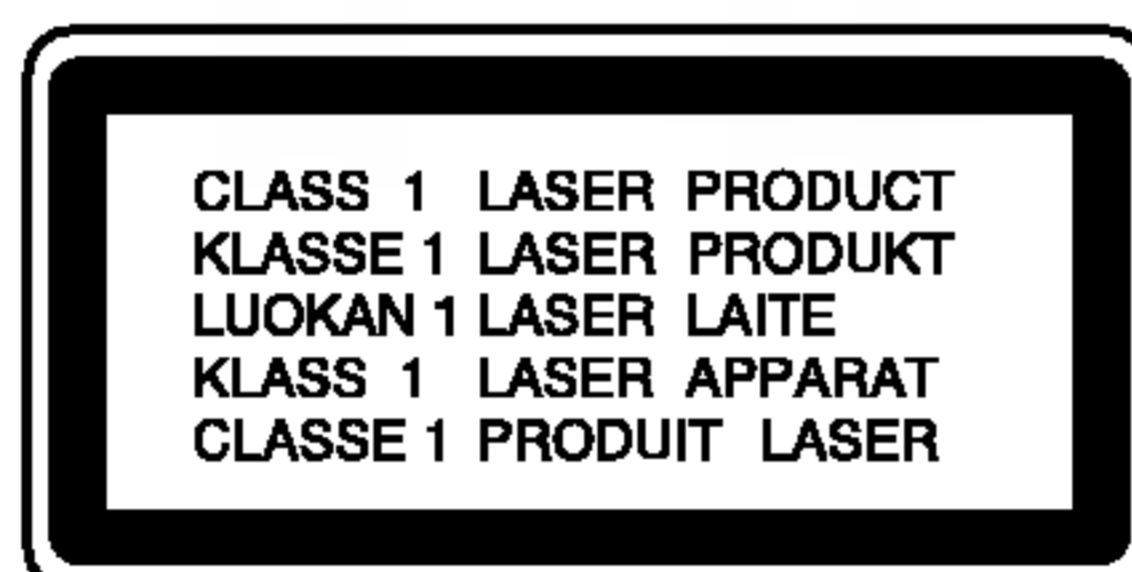 CLASS 1 LASER PRODUCT
KLASSE 1 LASER PRODUKT
LUOKAN 1 LASER LAITE
KLASS 1 LASER APPARAT
CLASSE 1 PRODUIT LASER